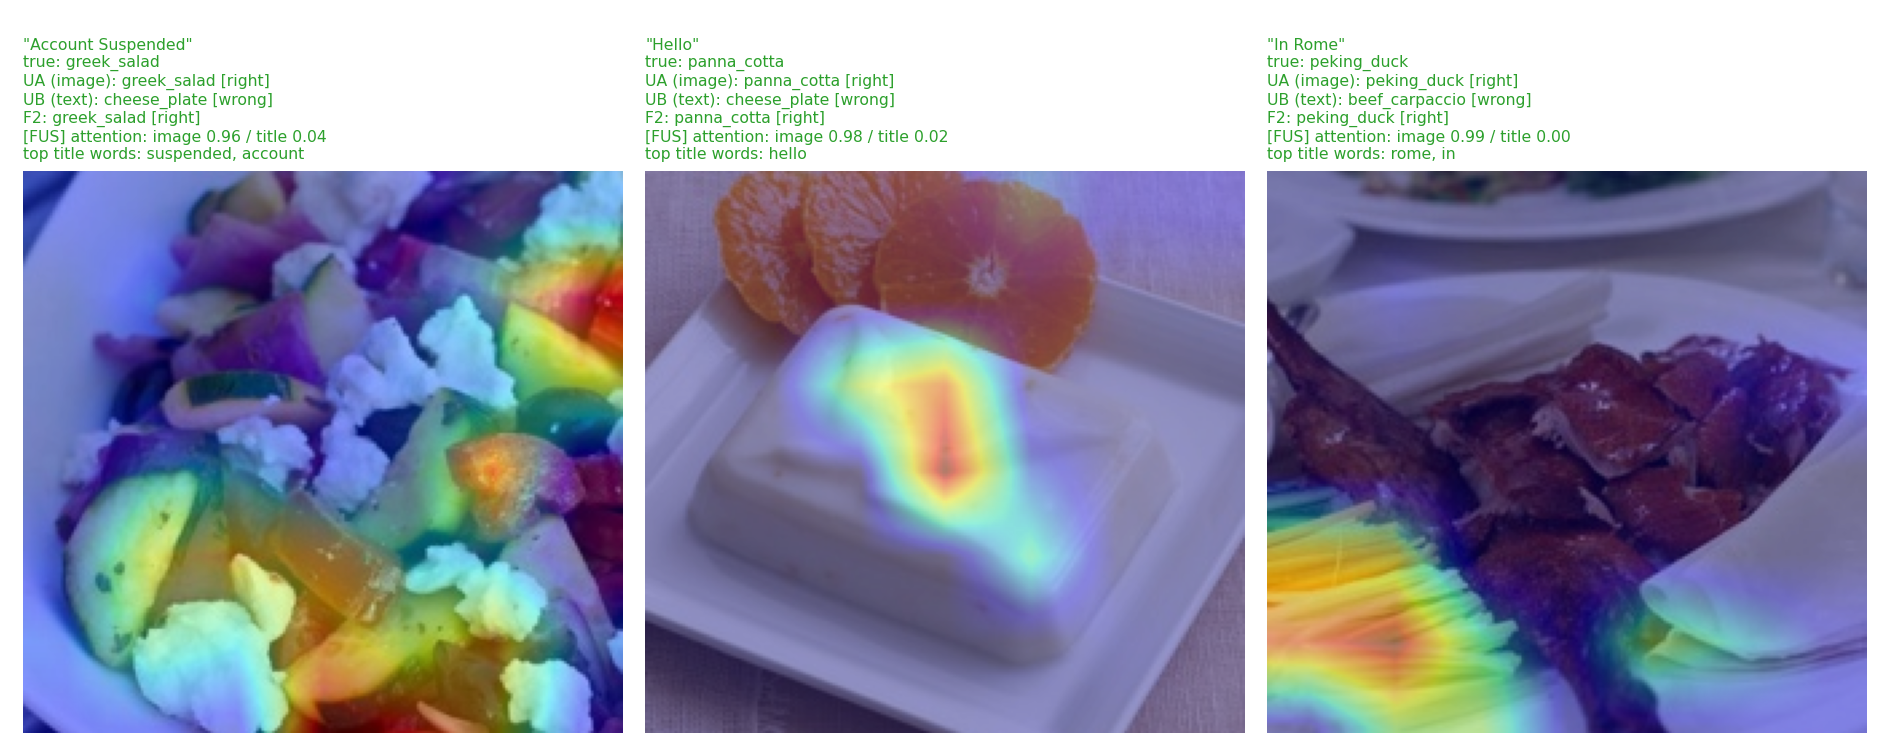 "Account Suspended"
true: greek_salad
UA (image): greek_salad [right]
UB (text): cheese_plate [wrong]
F2: greek_salad [right]
[FUS] attention: image 0.96 / title 0.04
top title words: suspended, account
"Hello"
true: panna_cotta
UA (image): panna_cotta [right]
UB (text): cheese_plate [wrong]
F2: panna_cotta [right]
[FUS] attention: image 0.98 / title 0.02
top title words: hello
"In Rome"
true: peking_duck
UA (image): peking_duck [right]
UB (text): beef_carpaccio [wrong]
F2: peking_duck [right]
[FUS] attention: image 0.99 / title 0.00
top title words: rome, in